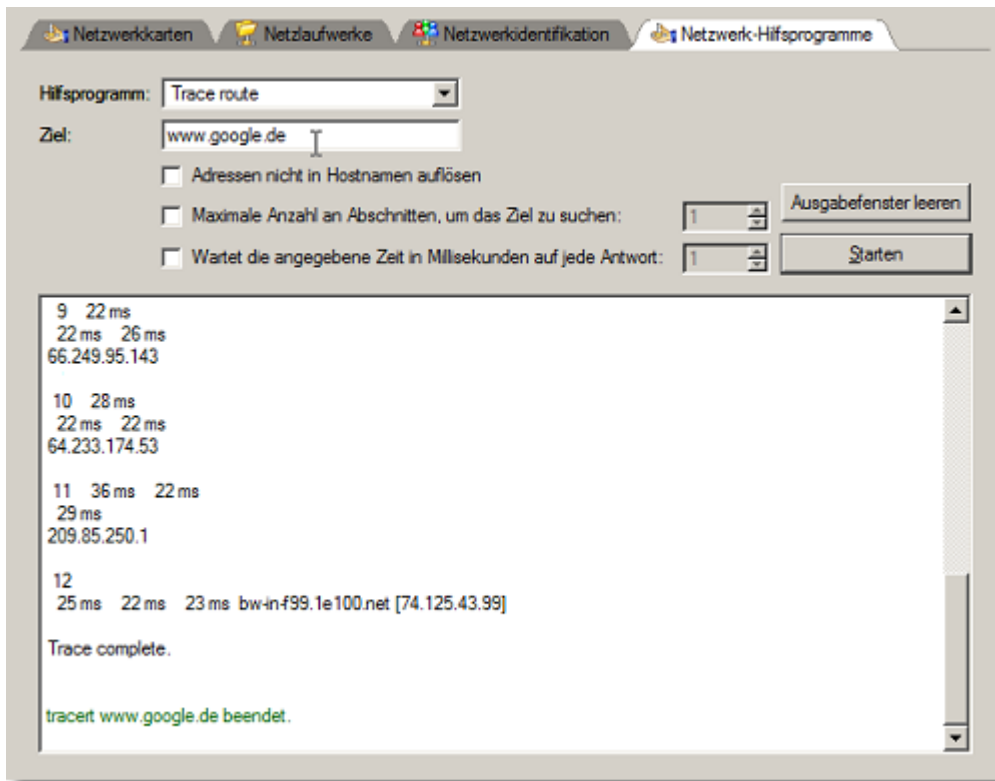 Netzwerkkarten Netzlaufwerke Netzwerkidentifikation Netzwerk-Hilfsprogramme
Hilfsprogramm: Trace route
Ziel: www.google.de
Adressen nicht in Hostnamen auflösen
Maximale Anzahl an Abschnitten, um das Ziel zu suchen: 1 Ausgabefenster leeren
Wartet die angegebene Zeit in Millisekunden auf jede Antwort: 1 Starten
9 22 ms
22 ms 26 ms
66.249.95.143
10 28 ms
22 ms 22 ms
64.233.174.53
11 36 ms 22 ms
29 ms
209.85.250.1
12
25 ms 22 ms 23 ms bw-in-f99.1e100.net [74.125.43.99]
Trace complete.
tracert www.google.de beendet.